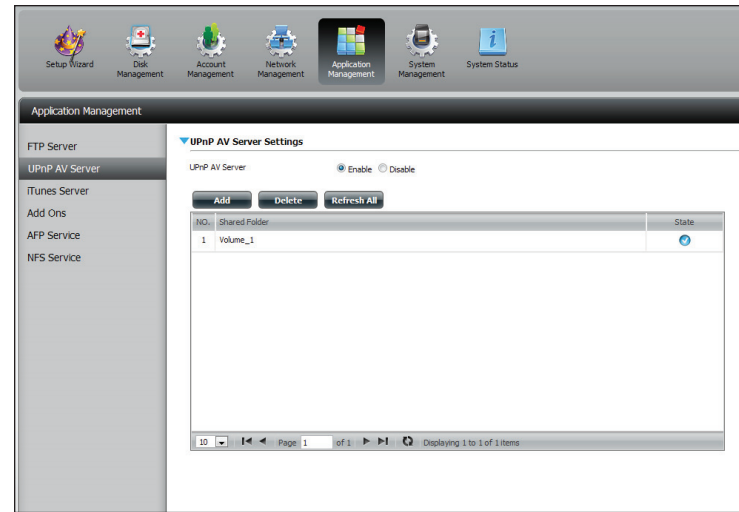 Setup Wizard
Disk Management
Account Management
Network Management
Application Management
System Management
System Status
Application Management
FTP Server
UPnP AV Server
iTunes Server
Add Ons
AFP Service
NFS Service
UPnP AV Server Settings
UPnP AV Server Enable Disable
Add Delete Refresh All
NO. Shared Folder State
1 Volume_1
10 Page 1 of 1 Displaying 1 to 1 of 1 items